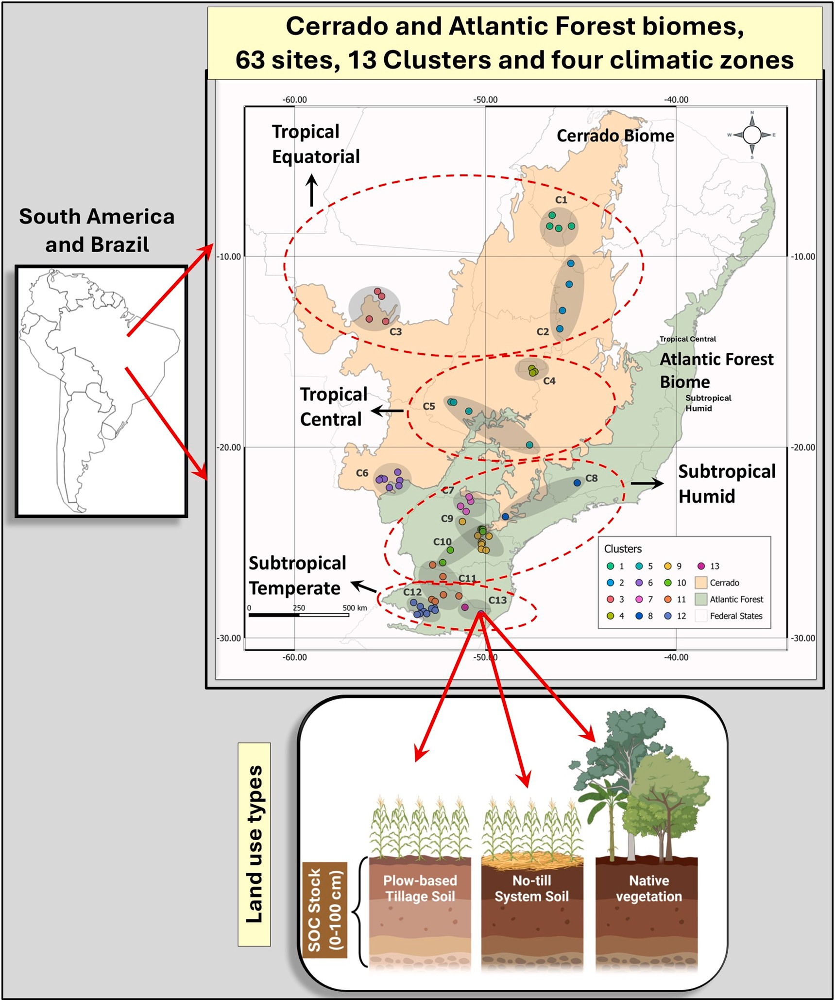 Cerrado and Atlantic Forest biomes,
63 sites, 13 Clusters and four climatic zones
South America
and Brazil
-60.00
-50.00
-40.00
Tropical
Equatorial
Cerrado Biome
N
W
E
S
C1
-10.00
-10.00
C2
C3
Tropical Central
Atlantic Forest
Biome
Subtropical
Humid
C4
Tropical
Central
C5
-20.00
-20.00
C6
C7
C8
Subtropical
Humid
C9
C10
Subtropical
Temperate
C11
C12
C13
0
250
500 km
Clusters
1
5
9
13
2
6
10
Cerrado
3
7
11
Atlantic Forest
4
8
12
Federal States
-30.00
-30.00
-60.00
-50.00
-40.00
Land use types
SOC Stock
(0-100 cm)
Plow-based
Tillage Soil
No-till
System Soil
Native
vegetation